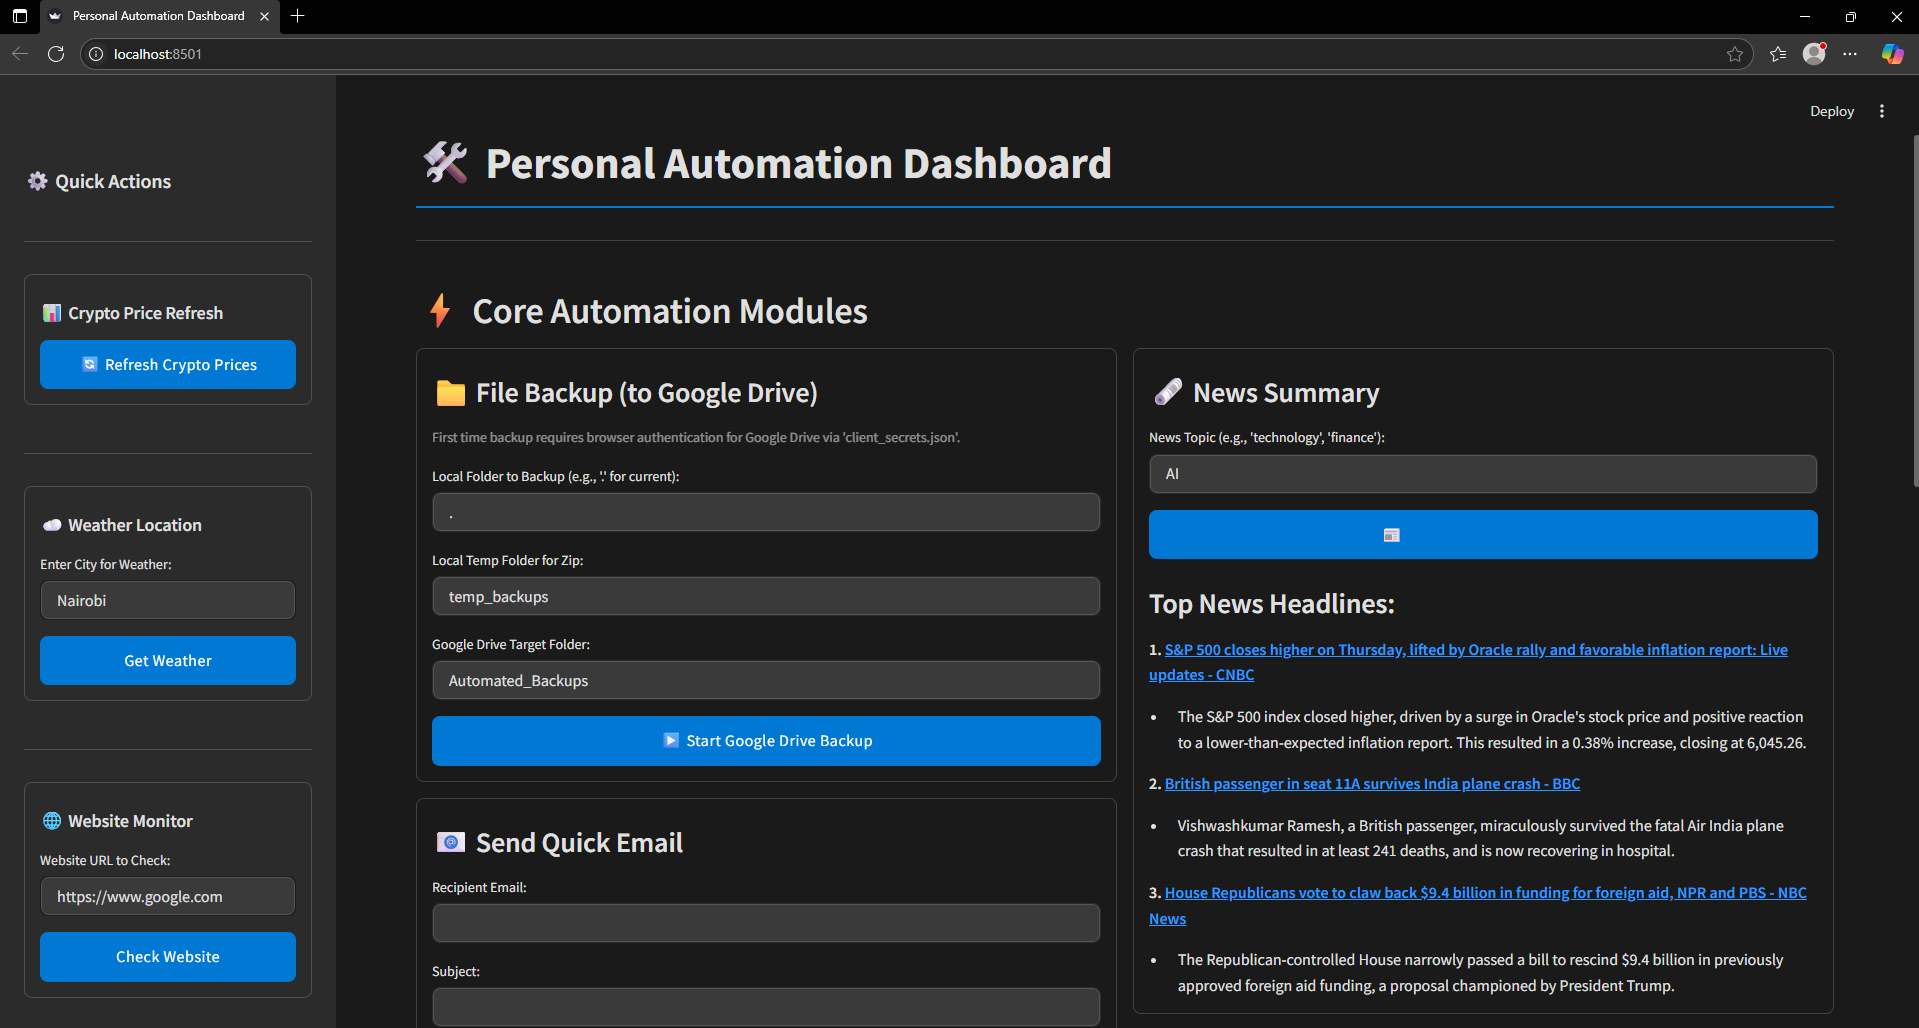 Personal Automation Dashboard
localhost:8501
Deploy
Quick Actions
Crypto Price Refresh
Refresh Crypto Prices
Weather Location
Enter City for Weather:
Nairobi
Get Weather
Website Monitor
Website URL to Check:
https://www.google.com
Check Website
Personal Automation Dashboard
Core Automation Modules
File Backup (to Google Drive)
First time backup requires browser authentication for Google Drive via 'client_secrets.json'.
Local Folder to Backup (e.g., '.' for current):
.
Local Temp Folder for Zip:
temp_backups
Google Drive Target Folder:
Automated_Backups
Start Google Drive Backup
Send Quick Email
Recipient Email:
Subject:
News Summary
News Topic (e.g., 'technology', 'finance'):
AI
Top News Headlines:
1. S&P 500 closes higher on Thursday, lifted by Oracle rally and favorable inflation report: Live
updates - CNBC
• The S&P 500 index closed higher, driven by a surge in Oracle's stock price and positive reaction
to a lower-than-expected inflation report. This resulted in a 0.38% increase, closing at 6,045.26.
2. British passenger in seat 11A survives India plane crash - BBC
• Vishwashkumar Ramesh, a British passenger, miraculously survived the fatal Air India plane
crash that resulted in at least 241 deaths, and is now recovering in hospital.
3. House Republicans vote to claw back $9.4 billion in funding for foreign aid, NPR and PBS - NBC
News
• The Republican-controlled House narrowly passed a bill to rescind $9.4 billion in previously
approved foreign aid funding, a proposal championed by President Trump.